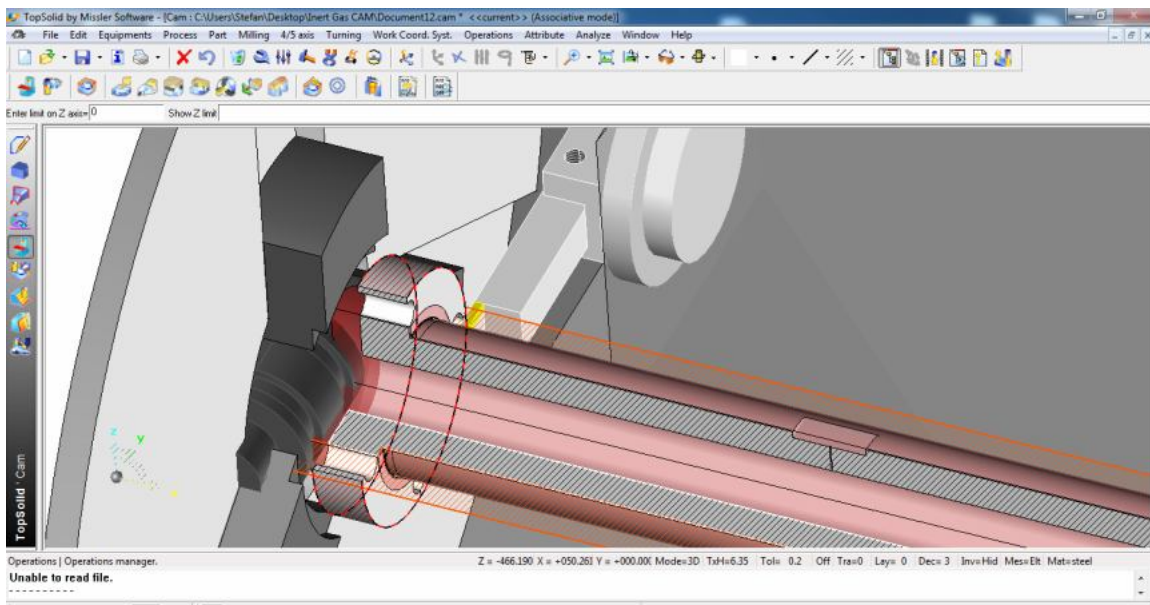 TopSolid by Missler Software - [Cam : C:\Users\Stefan\Desktop\Inert Gas CAM\Document12.cam * <<current>> (Associative mode)]
File Edit Equipments Process Part Milling 4/5 axis Turning Work Coord. Syst. Operations Attribute Analyze Window Help
Enter limit on Z axis= 0 Show Z limit
z y
x
TopSolid'Cam
Operations | Operations manager. Z = -466.190 X = +050.261 Y = +000.00( Mode=3D TxH=6.35 Tol= 0.2 Off Tra=0 Lay= 0 Dec= 3 Inv=Hid Mes=Elt Mat=steel
Unable to read file.
----------